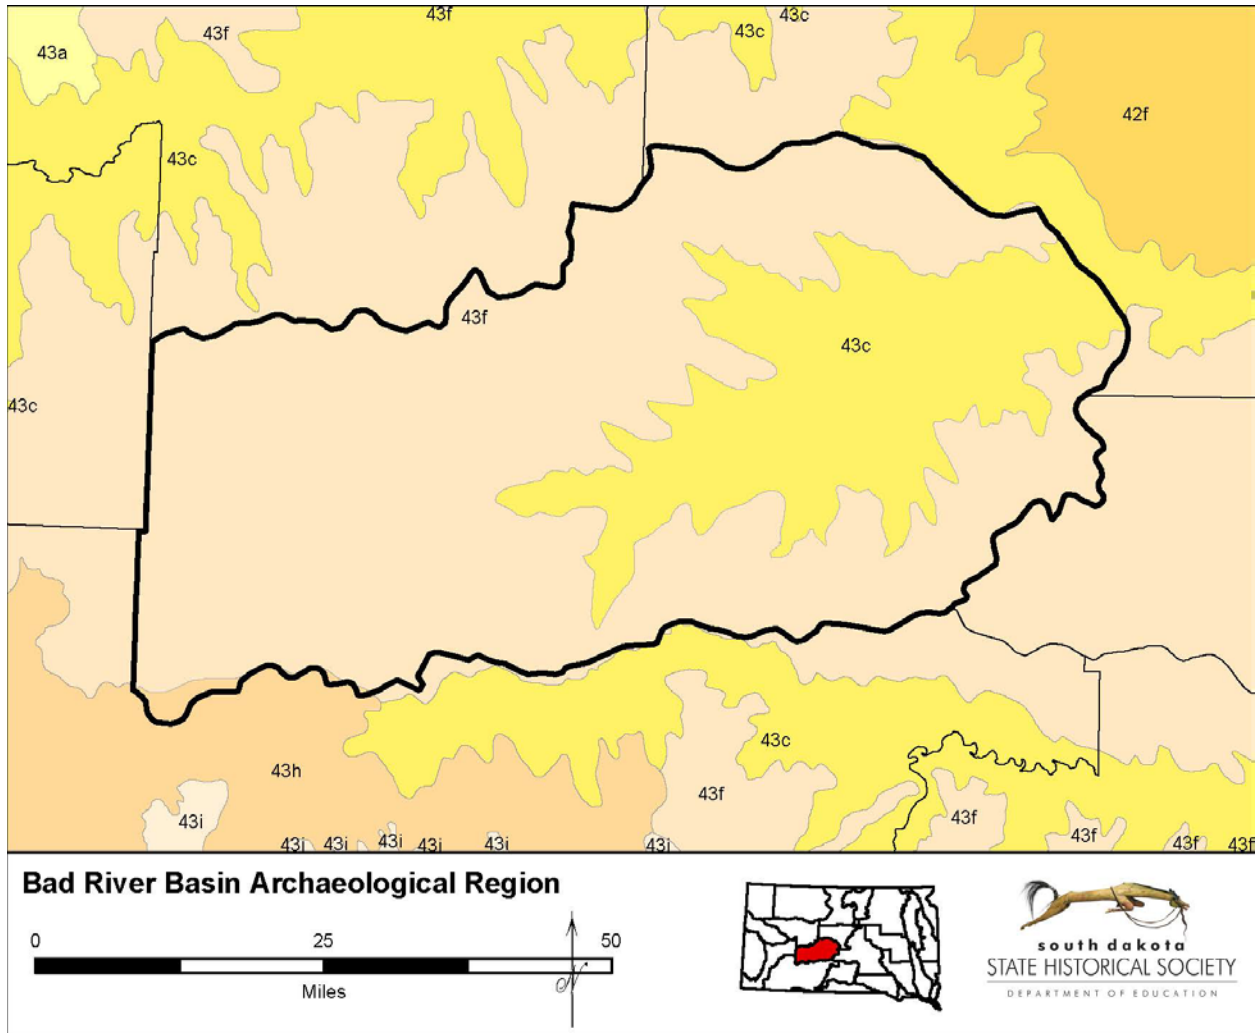 43f
43f
43c
43c
43a
42f
43c
43f
43c
43c
43h
43c
43f
43i
43f
43f
43i
43i
43i
43i
43i
43i
43f
43f
Bad River Basin Archaeological Region
0 25 50
Miles
N
south dakota
STATE HISTORICAL SOCIETY
DEPARTMENT OF EDUCATION